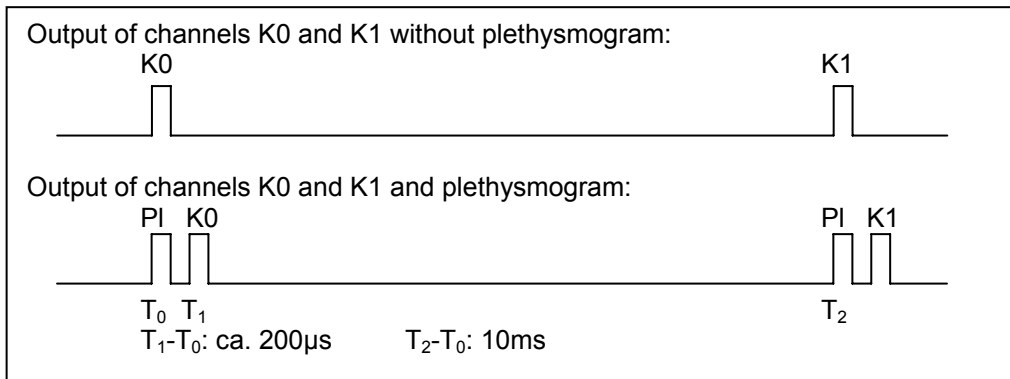 Output of channels K0 and K1 without plethysmogram:
K0 K1
Output of channels K0 and K1 and plethysmogram:
Pl K0 Pl K1
T₀ T₁ T₂
T₁-T₀: ca. 200µs T₂-T₀: 10ms